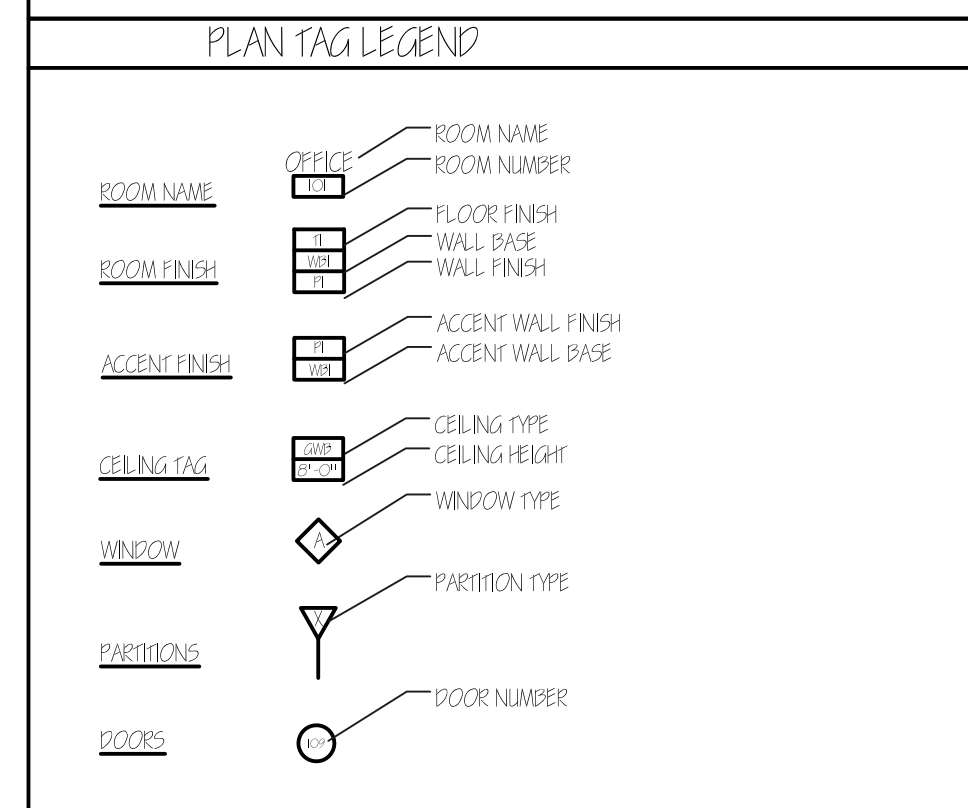 PLAN TAG LEGEND
ROOM NAME
OFFICE
101
ROOM NAME
ROOM NUMBER
ROOM FINISH
T1
WB1
P1
FLOOR FINISH
WALL BASE
WALL FINISH
ACCENT FINISH
P1
WB1
ACCENT WALL FINISH
ACCENT WALL BASE
CEILING TAG
GWB
8'-0"
CEILING TYPE
CEILING HEIGHT
WINDOW
A
WINDOW TYPE
PARTITIONS
X
PARTITION TYPE
DOORS
109
DOOR NUMBER